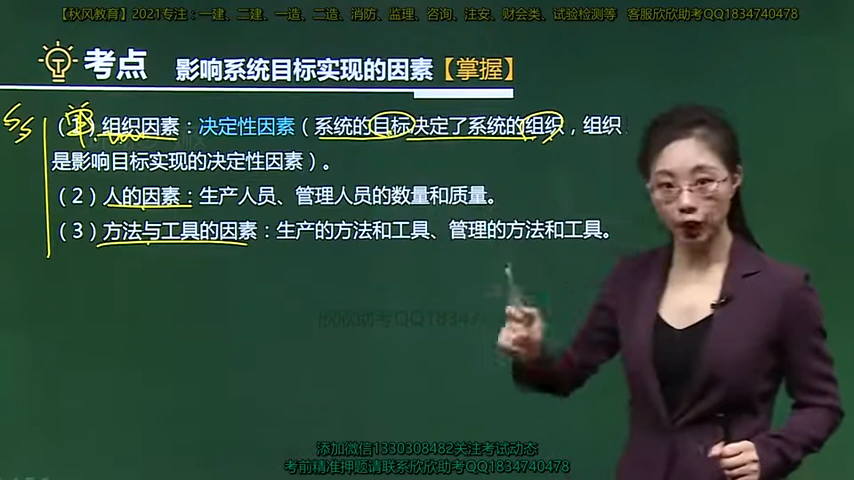 【秋风教育】2021专注：一建、二建、一造、二造、消防、监理、咨询、注安、财会类、试验检测等 客服欣欣助考QQ1834740478
考点 影响系统目标实现的因素【掌握】
（1）组织因素：决定性因素（系统的目标决定了系统的组织，组织
是影响目标实现的决定性因素）。
（2）人的因素：生产人员、管理人员的数量和质量。
（3）方法与工具的因素：生产的方法和工具、管理的方法和工具。
欣欣助考QQ1834
添加微信1330308482关注考试动态
考前精准押题请联系欣欣助考QQ1834740478